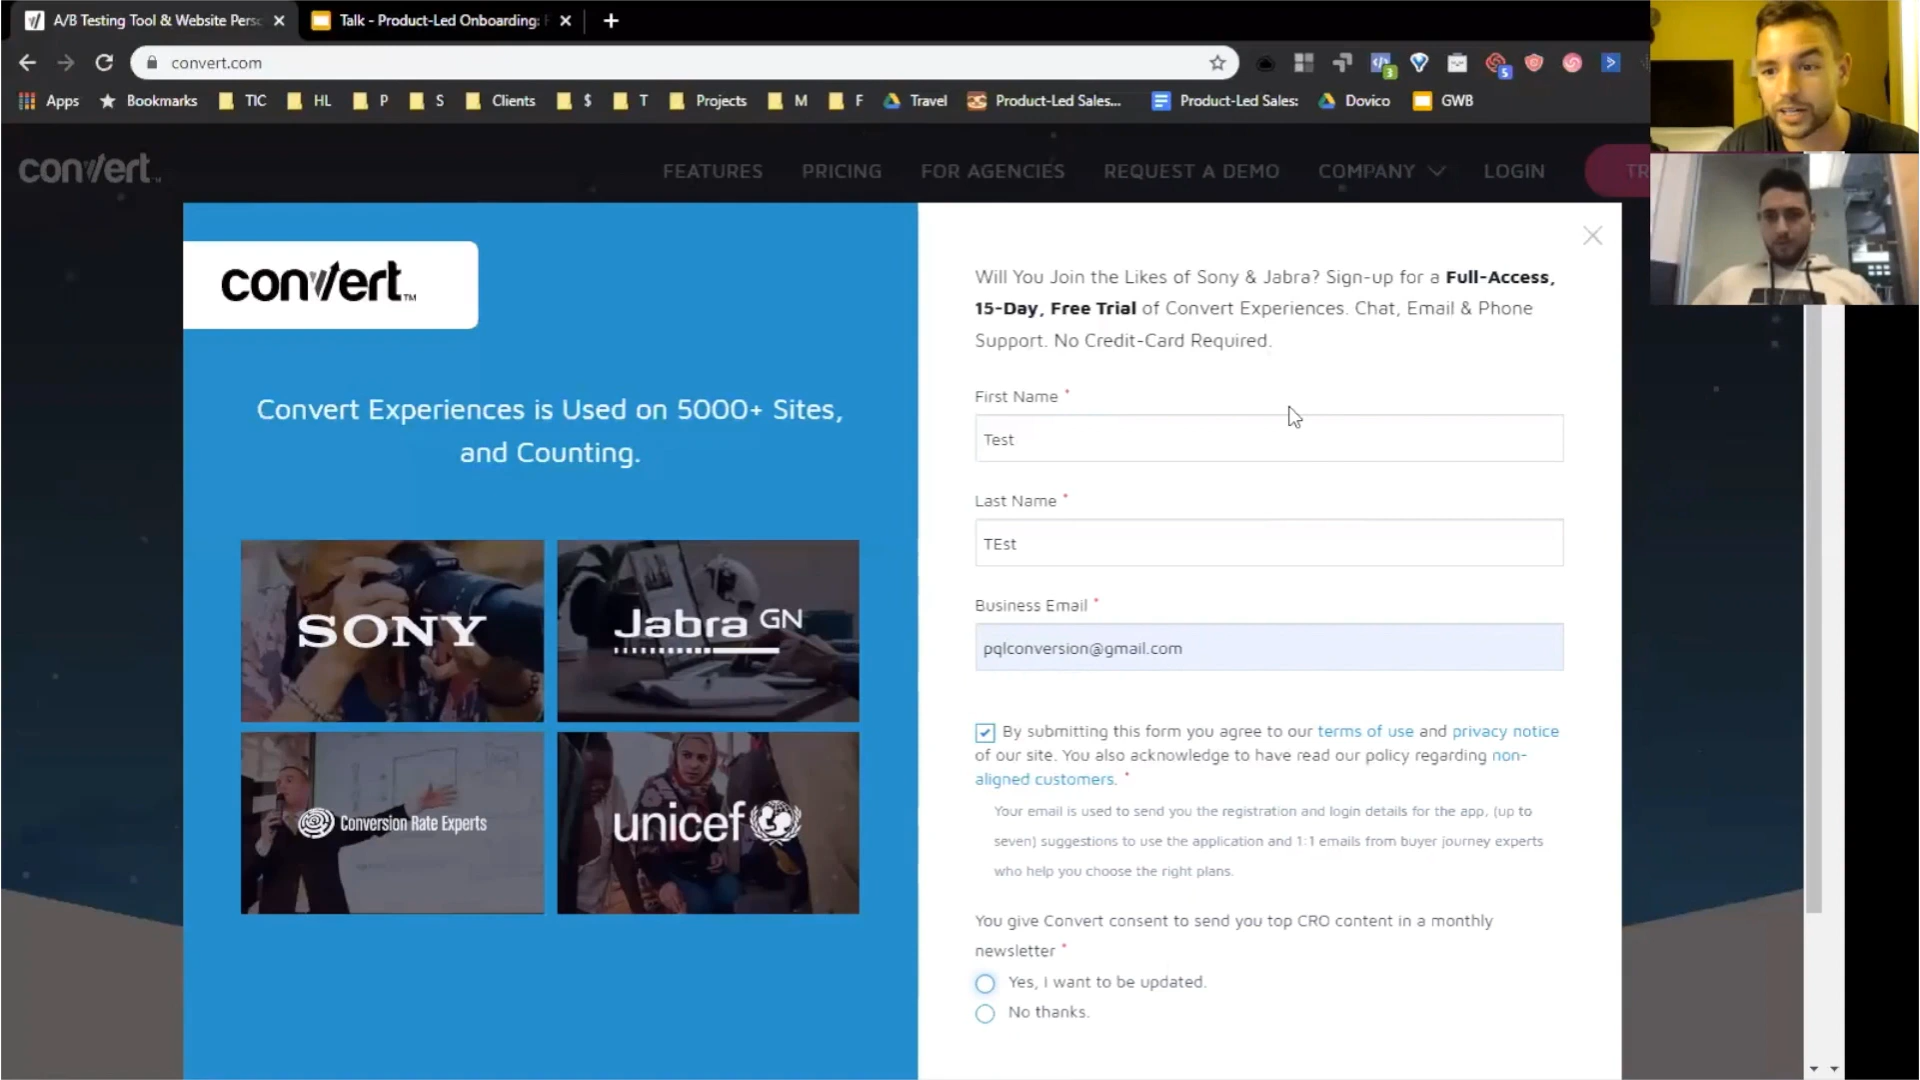 A/B Testing Tool & Website Pers
Talk - Product-Led Onboarding:
convert.com
3
5
Apps
Bookmarks
TIC
HL
P
S
Clients
$
T
Projects
M
F
Travel
Product-Led Sales...
Product-Led Sales:
Dovico
GWB
convert
FEATURES
PRICING
FOR AGENCIES
REQUEST A DEMO
COMPANY
LOGIN
TR
convert™
Convert Experiences is Used on 5000+ Sites,
and Counting.
SONY
Jabra GN
Conversion Rate Experts
unicef
Will You Join the Likes of Sony & Jabra? Sign-up for a Full-Access,
15-Day, Free Trial of Convert Experiences. Chat, Email & Phone
Support. No Credit-Card Required.
First Name *
Test
Last Name *
TEst
Business Email *
pqlconversion@gmail.com
By submitting this form you agree to our terms of use and privacy notice
of our site. You also acknowledge to have read our policy regarding non-
aligned customers. *
Your email is used to send you the registration and login details for the app, (up to
seven) suggestions to use the application and 1:1 emails from buyer journey experts
who help you choose the right plans.
You give Convert consent to send you top CRO content in a monthly
newsletter *
Yes, I want to be updated.
No thanks.